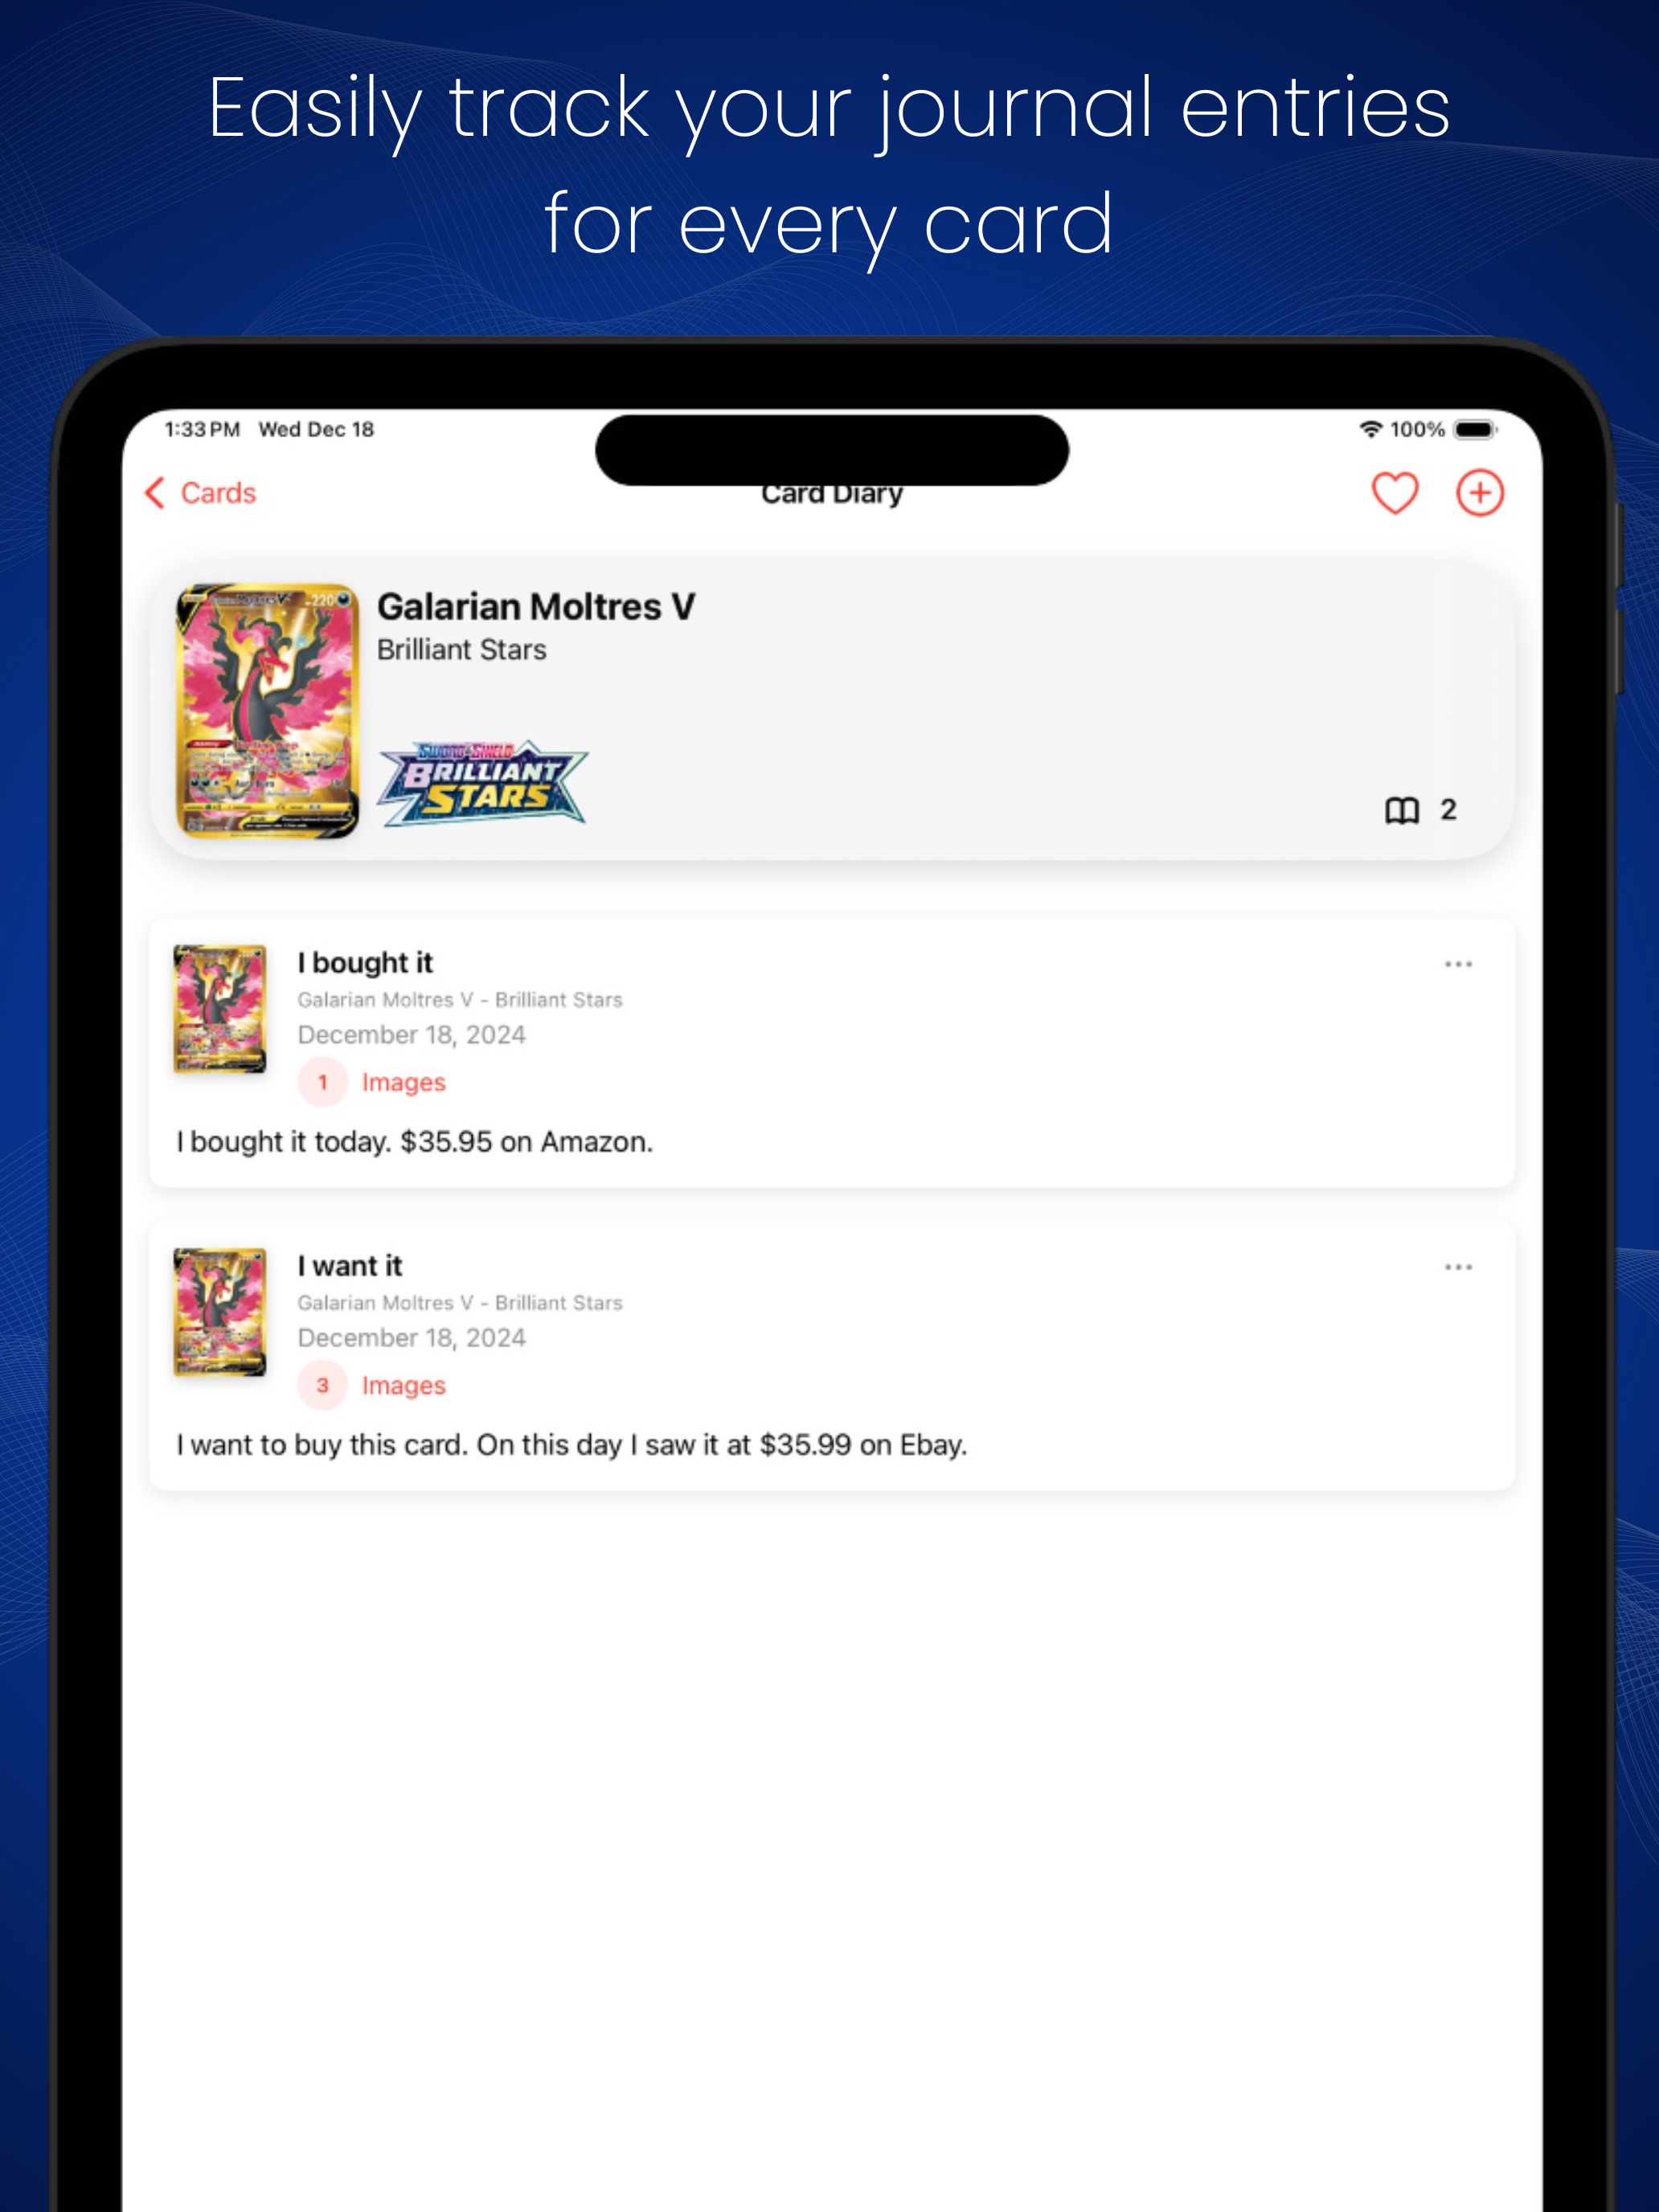 Easily track your journal entries
for every card
1:33 PM Wed Dec 18
100%
Cards
Card Diary
Galarian Moltres V
Brilliant Stars
220
SWORD & SHIELD
BRILLIANT
STARS
2
I bought it
Galarian Moltres V - Brilliant Stars
December 18, 2024
1 Images
I bought it today. $35.95 on Amazon.
I want it
Galarian Moltres V - Brilliant Stars
December 18, 2024
3 Images
I want to buy this card. On this day I saw it at $35.99 on Ebay.